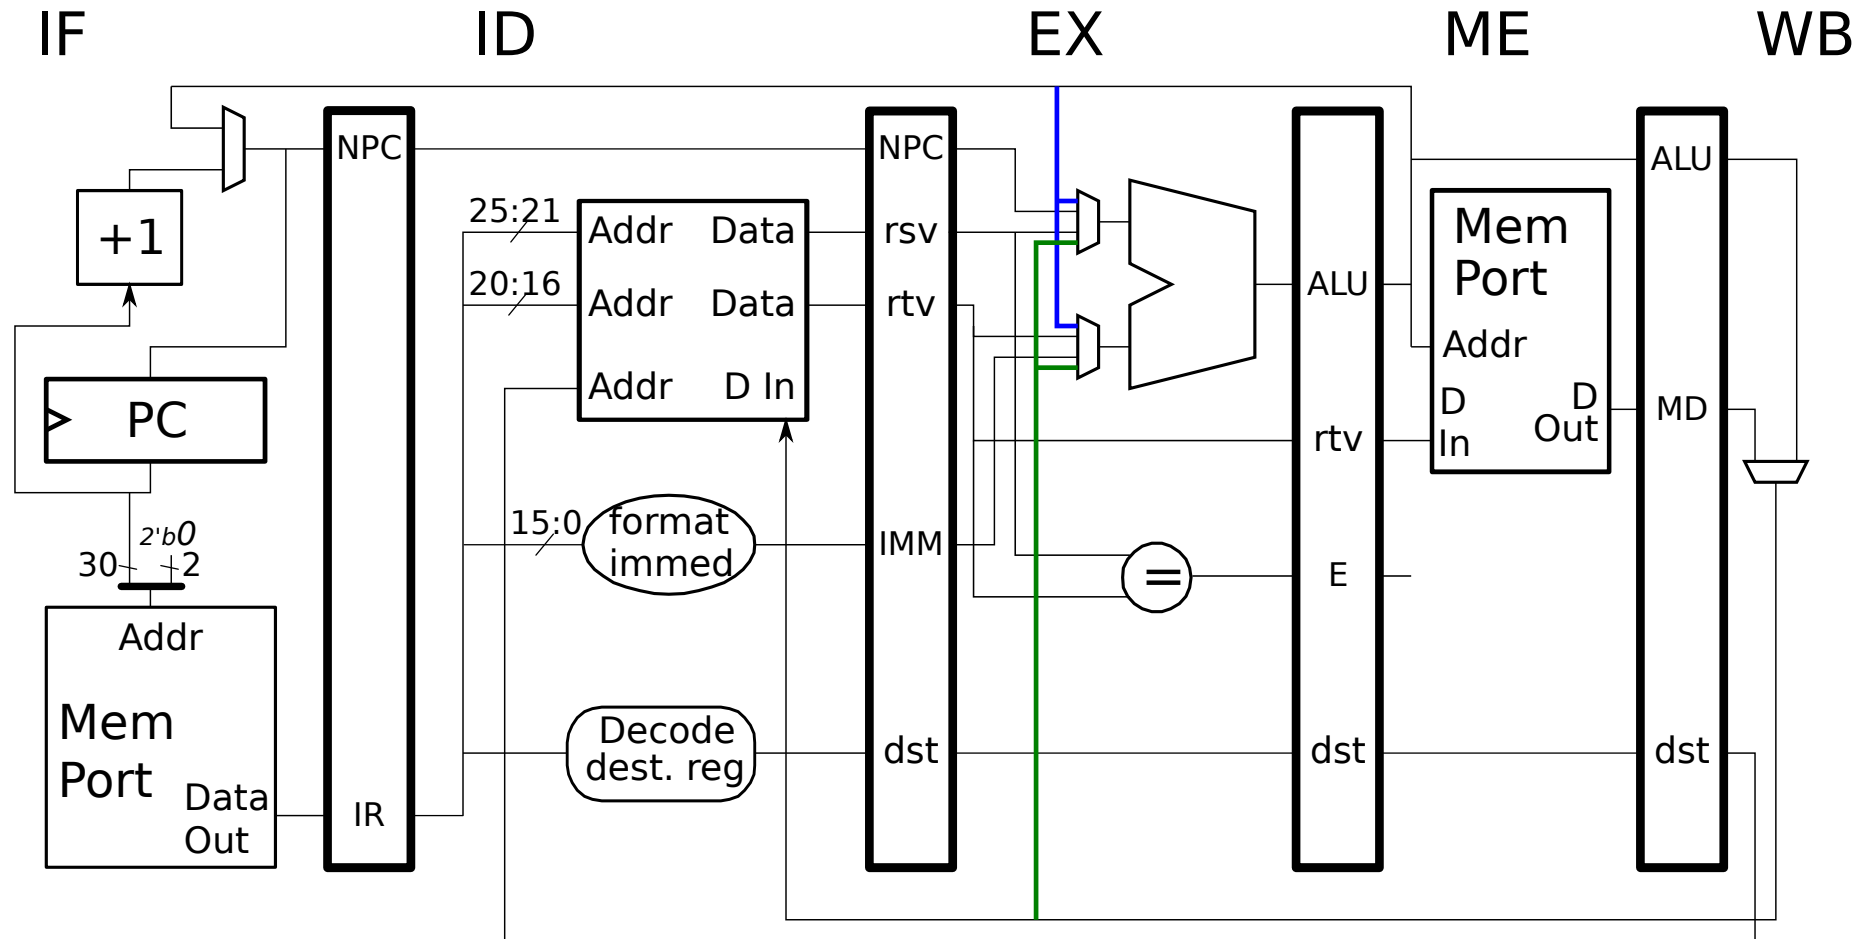 IF
ID
EX
ME
WB
NPC
+1
PC
2'b0
30
2
Addr
Mem
Port
Data
Out
IR
25:21
20:16
Addr
Data
Addr
Data
Addr
D In
15:0
format
immed
Decode
dest. reg
NPC
rsv
rtv
IMM
dst
=
ALU
rtv
E
dst
Mem
Port
Addr
D
In
D
Out
ALU
MD
dst